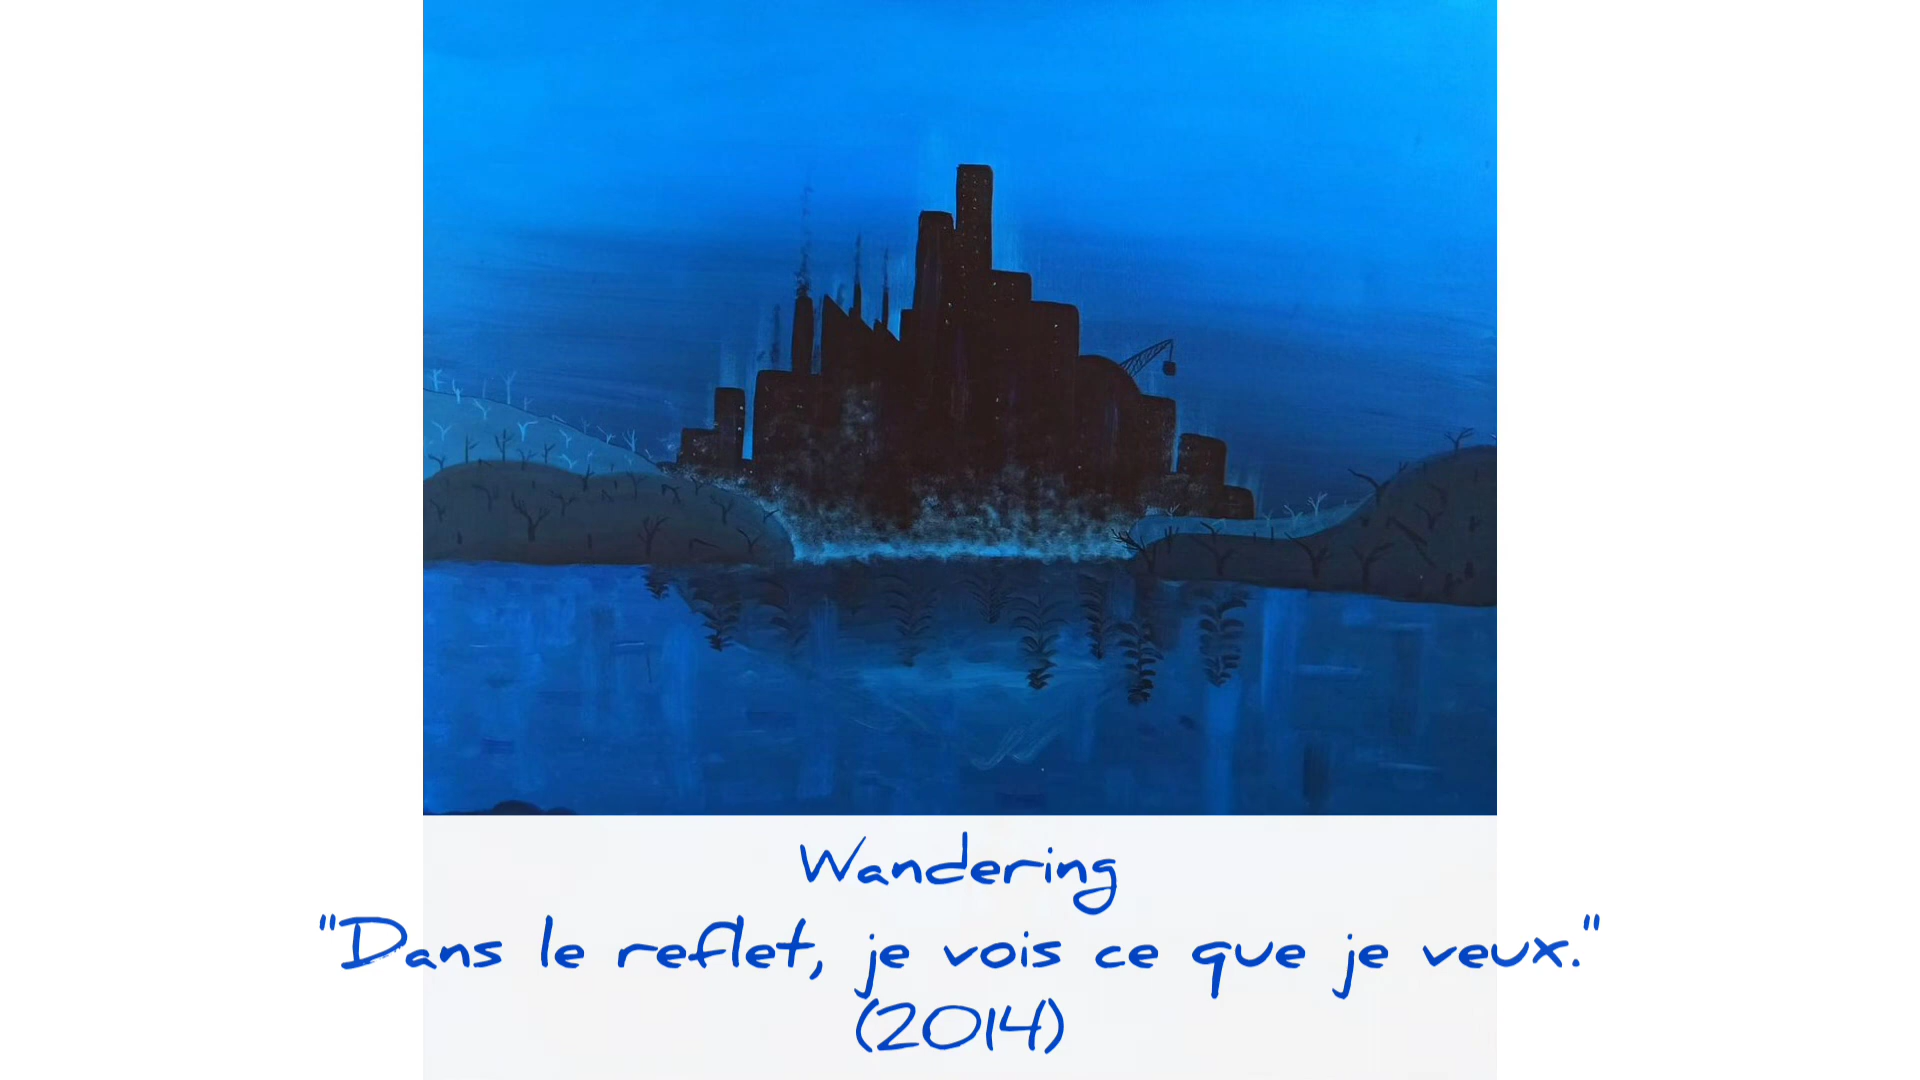 Wandering
"Dans le reflet, je vois ce que je veux."
(2014)